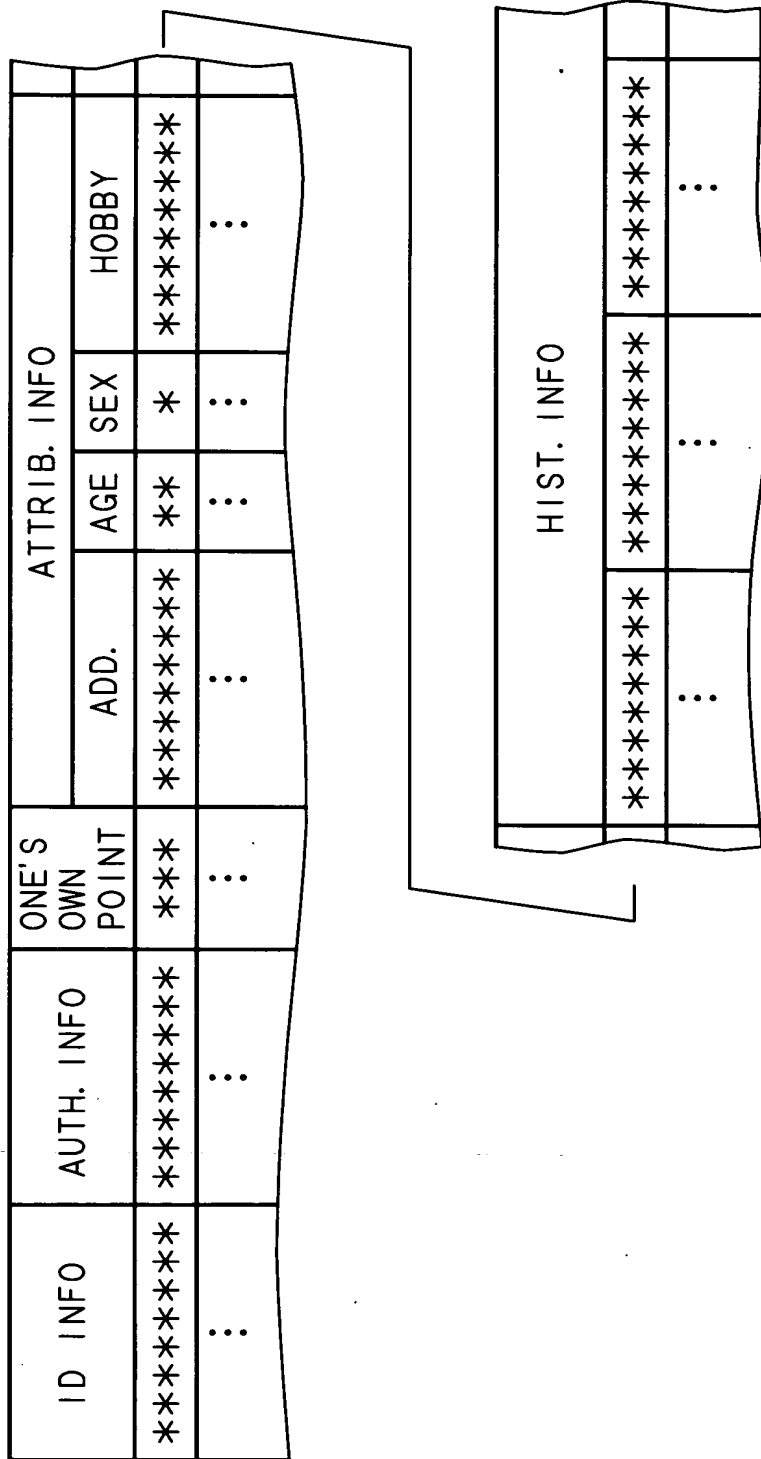 ID INFO
AUTH. INFO
ONE'S
OWN
POINT
ATTRIB. INFO
ADD.
AGE
SEX
HOBBY
******** ******** *** ******** ** * ********
... ... ... ... ... ... ...
HIST. INFO
******** ******** ********
... ... ...